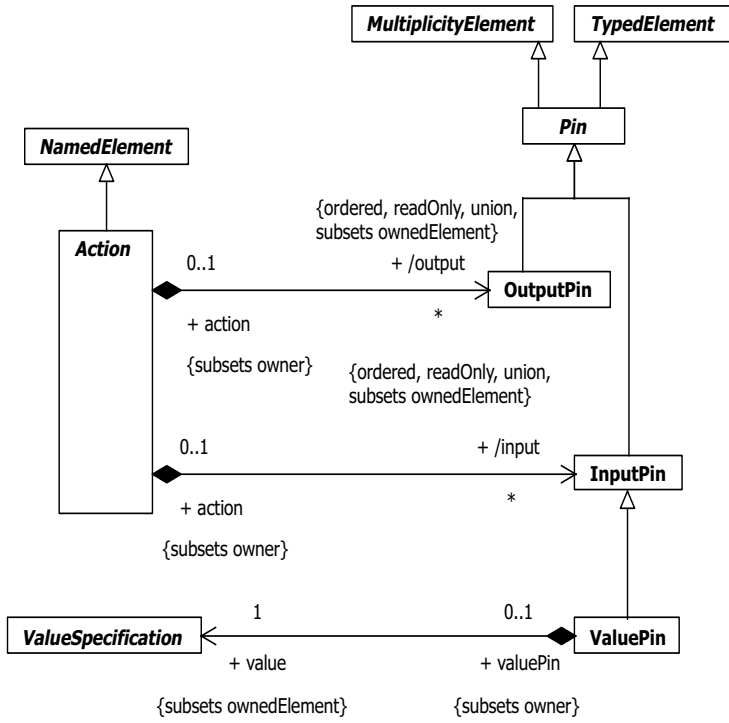 MultiplicityElement
TypedElement
Pin
NamedElement
{ordered, readOnly, union,
subsets ownedElement}
Action
0..1
+ /output
OutputPin
+ action
*
{subsets owner}
{ordered, readOnly, union,
subsets ownedElement}
0..1
+ /input
InputPin
+ action
*
{subsets owner}
1
0..1
ValueSpecification
ValuePin
+ value
+ valuePin
{subsets ownedElement}
{subsets owner}